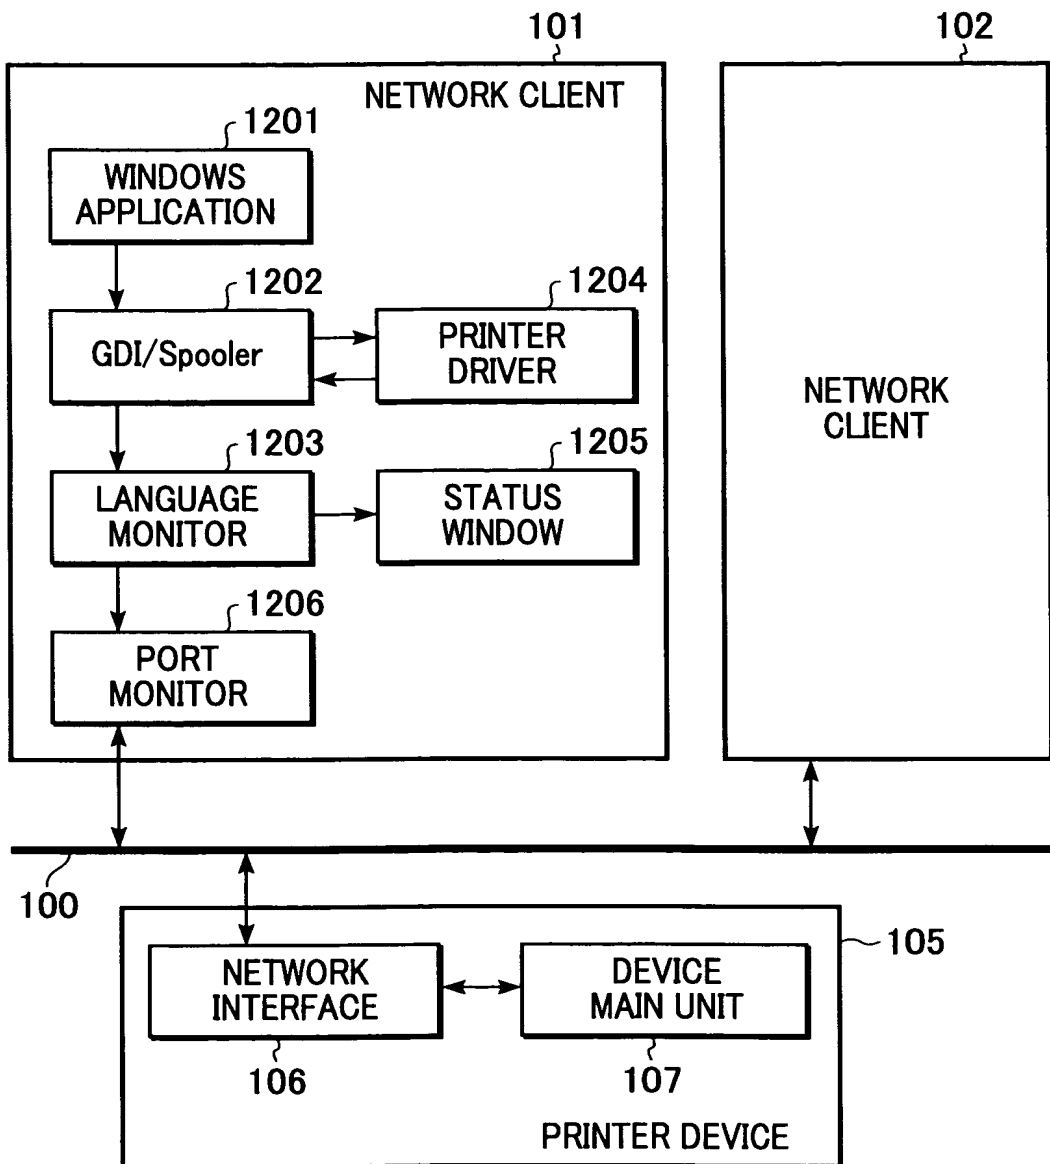 101
102
NETWORK CLIENT
1201
WINDOWS
APPLICATION
1202
1204
GDI/Spooler
PRINTER
DRIVER
NETWORK
CLIENT
1203
1205
LANGUAGE
MONITOR
STATUS
WINDOW
1206
PORT
MONITOR
100
105
NETWORK
INTERFACE
DEVICE
MAIN UNIT
106
107
PRINTER DEVICE